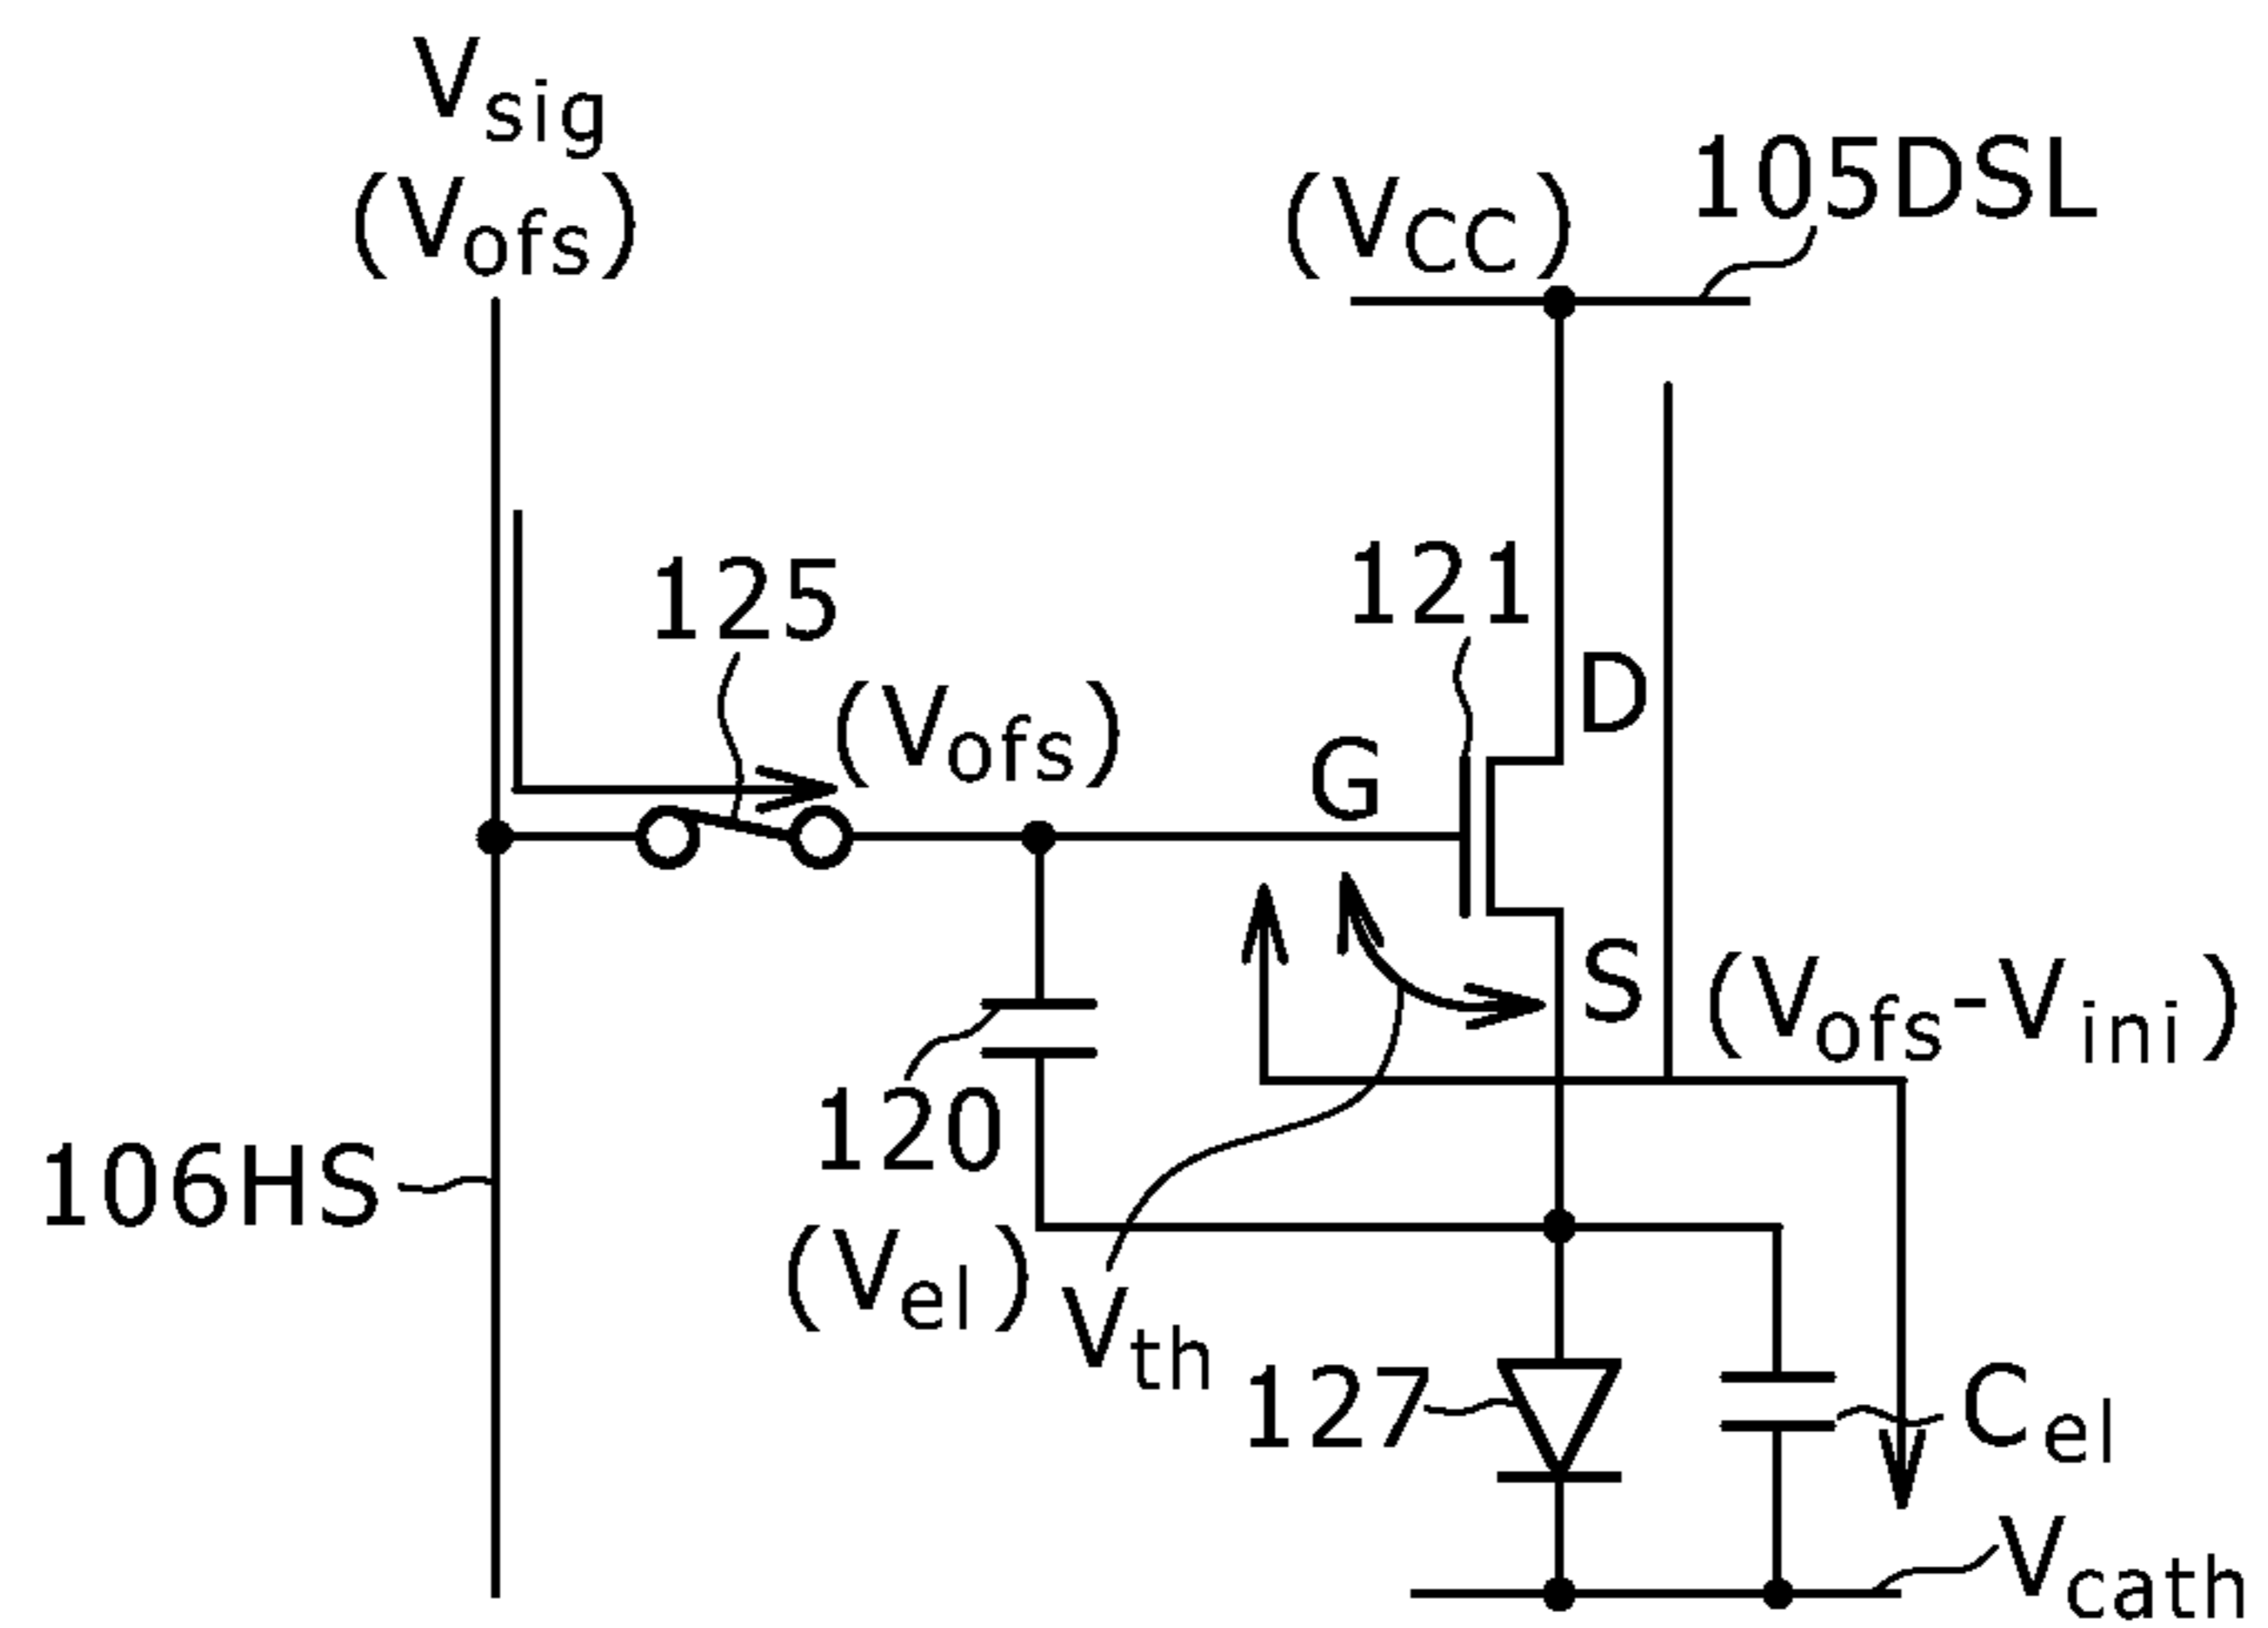 Vsig
(Vofs)
(VCC)
105DSL
125
121
(Vofs)
D
G
S
(Vofs-Vini)
120
106HS
(Vel)
Vth
127
Cel
Vcath